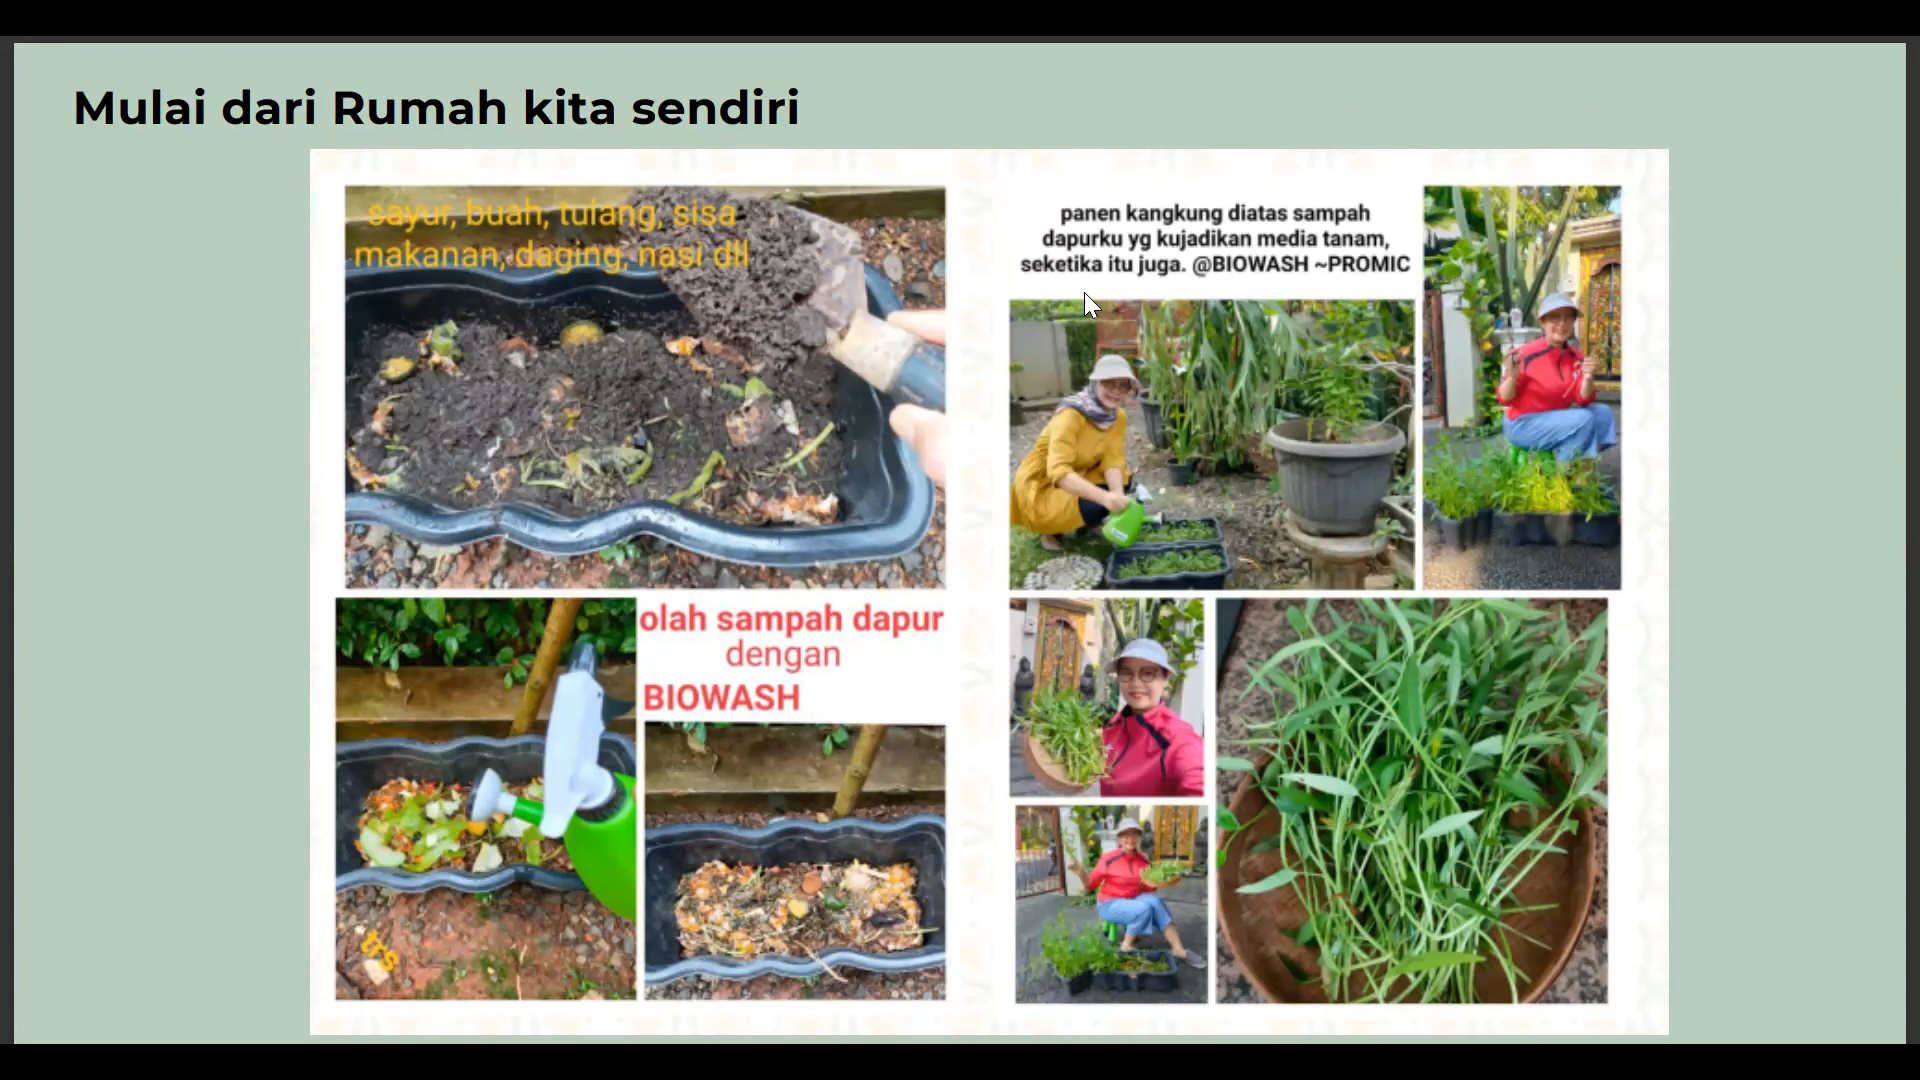 Mulai dari Rumah kita sendiri
sayur, buah, tulang, sisa
makanan, daging, nasi dll
olah sampah dapur
dengan
BIOWASH
trs
panen kangkung diatas sampah
dapurku yg kujadikan media tanam,
seketika itu juga. @BIOWASH ~PROMIC